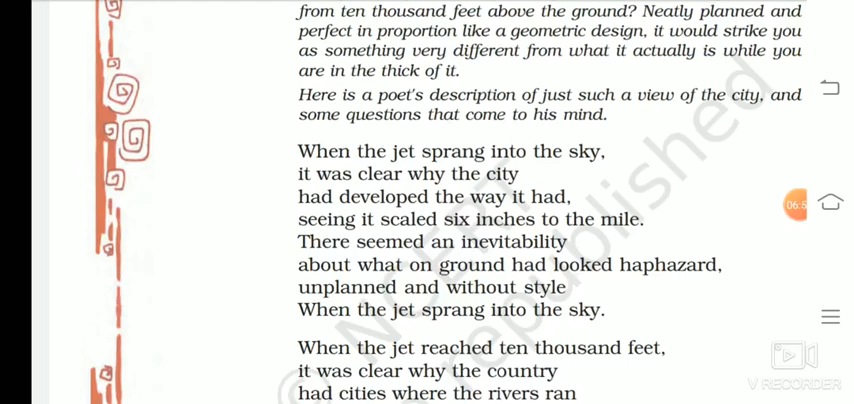 from ten thousand feet above the ground? Neatly planned and
perfect in proportion like a geometric design, it would strike you
as something very different from what it actually is while you
are in the thick of it.
Here is a poet's description of just such a view of the city, and
some questions that come to his mind.
When the jet sprang into the sky,
it was clear why the city
had developed the way it had,
seeing it scaled six inches to the mile.
There seemed an inevitability
about what on ground had looked haphazard,
unplanned and without style
When the jet sprang into the sky.
When the jet reached ten thousand feet,
it was clear why the country
had cities where the rivers ran
© NCERT
republished
V RECORDER